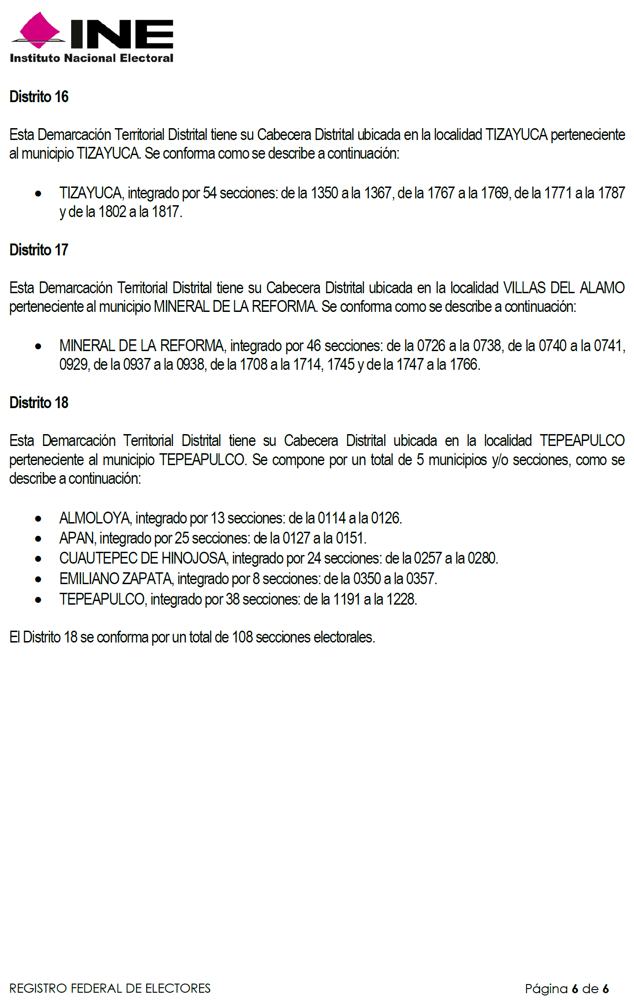 INE
Instituto Nacional Electoral
Distrito 16
Esta Demarcación Territorial Distrital tiene su Cabecera Distrital ubicada en la localidad TIZAYUCA perteneciente
al municipio TIZAYUCA. Se conforma como se describe a continuación:
• TIZAYUCA, integrado por 54 secciones: de la 1350 a la 1367, de la 1767 a la 1769, de la 1771 a la 1787
y de la 1802 a la 1817.
Distrito 17
Esta Demarcación Territorial Distrital tiene su Cabecera Distrital ubicada en la localidad VILLAS DEL ALAMO
perteneciente al municipio MINERAL DE LA REFORMA. Se conforma como se describe a continuación:
• MINERAL DE LA REFORMA, integrado por 46 secciones: de la 0726 a la 0738, de la 0740 a la 0741,
0929, de la 0937 a la 0938, de la 1708 a la 1714, 1745 y de la 1747 a la 1766.
Distrito 18
Esta Demarcación Territorial Distrital tiene su Cabecera Distrital ubicada en la localidad TEPEAPULCO
perteneciente al municipio TEPEAPULCO. Se compone por un total de 5 municipios y/o secciones, como se
describe a continuación:
• ALMOLOYA, integrado por 13 secciones: de la 0114 a la 0126.
• APAN, integrado por 25 secciones: de la 0127 a la 0151.
• CUAUTEPEC DE HINOJOSA, integrado por 24 secciones: de la 0257 a la 0280.
• EMILIANO ZAPATA, integrado por 8 secciones: de la 0350 a la 0357.
• TEPEAPULCO, integrado por 38 secciones: de la 1191 a la 1228.
El Distrito 18 se conforma por un total de 108 secciones electorales.
REGISTRO FEDERAL DE ELECTORES
Página 6 de 6